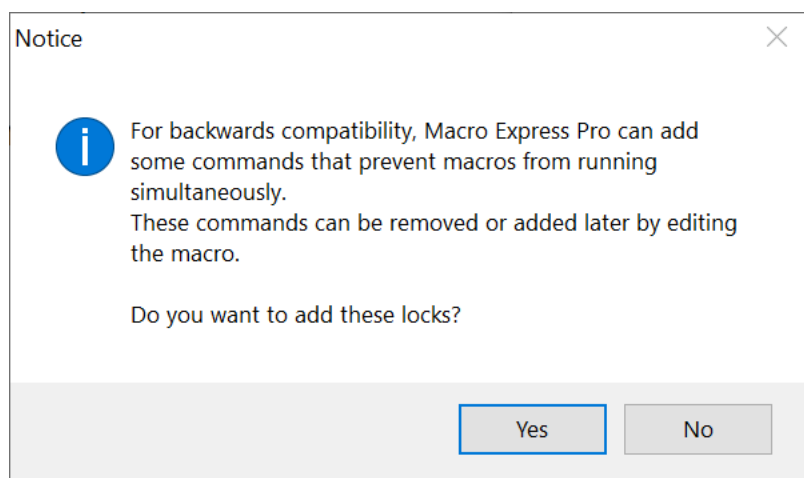 Notice
For backwards compatibility, Macro Express Pro can add
some commands that prevent macros from running
simultaneously.
These commands can be removed or added later by editing
the macro.
Do you want to add these locks?
Yes
No